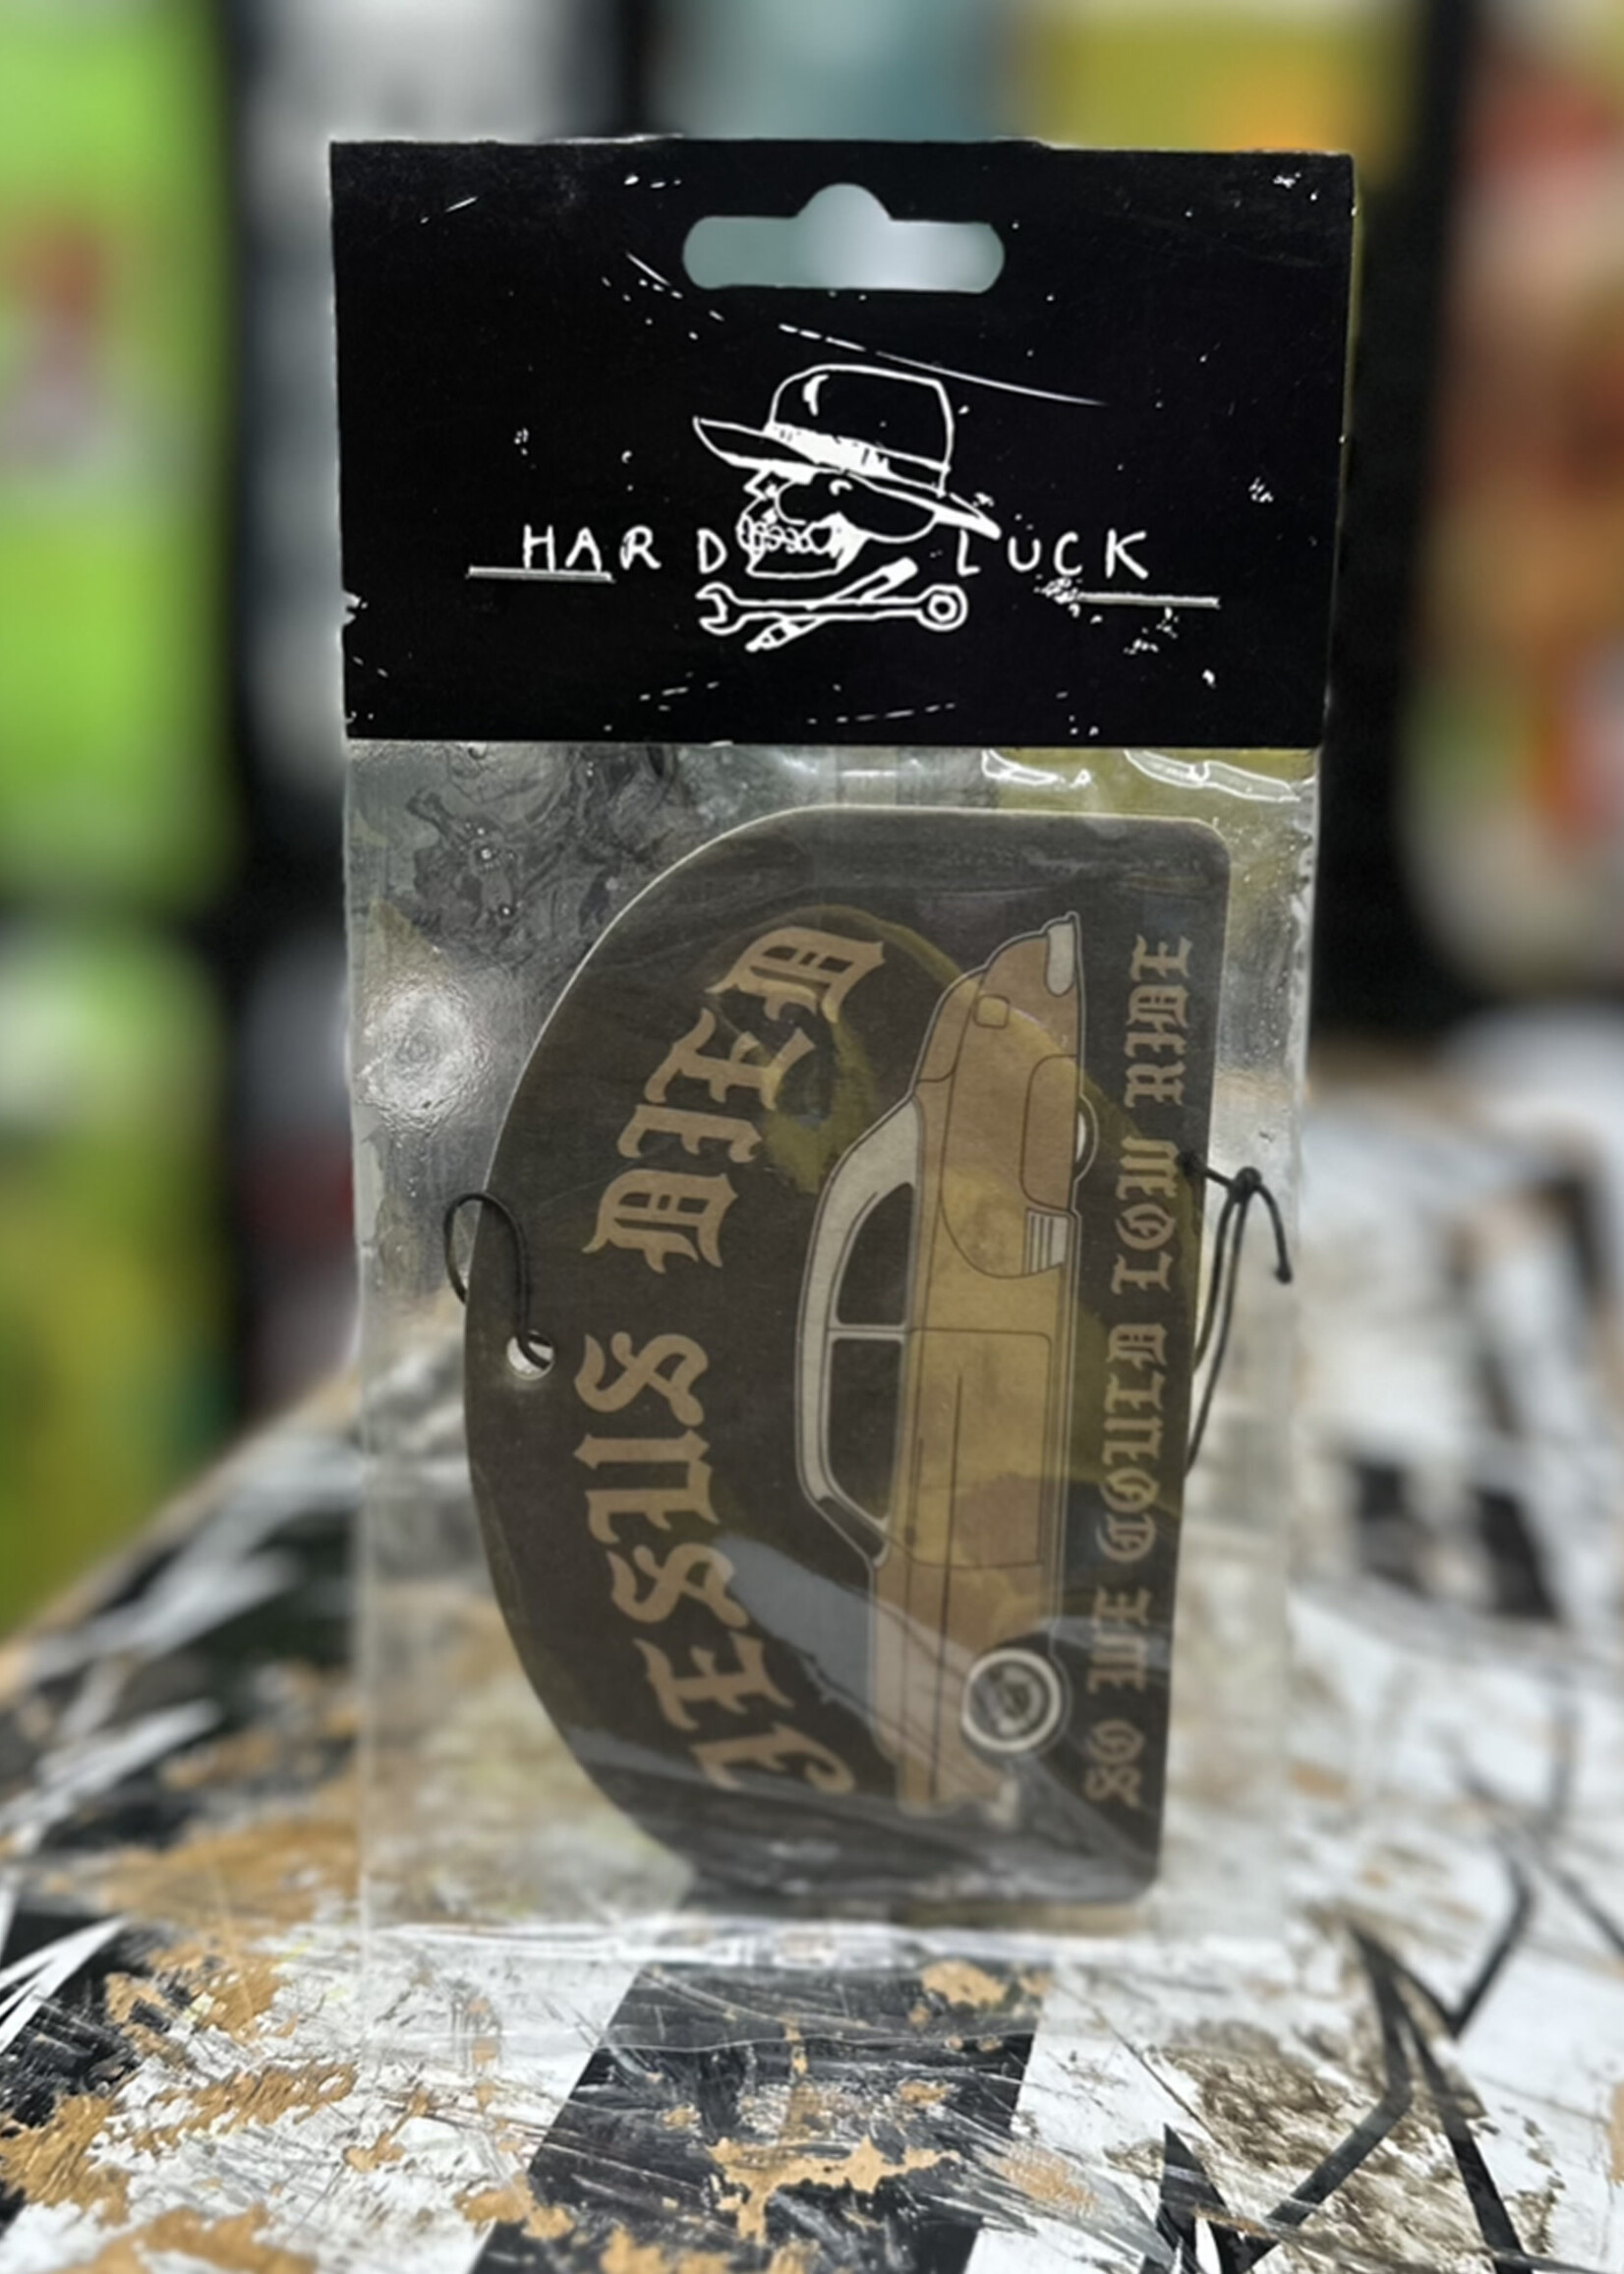 HARD LUCK
JESUS DIED
SO WE COULD LOW RIDE